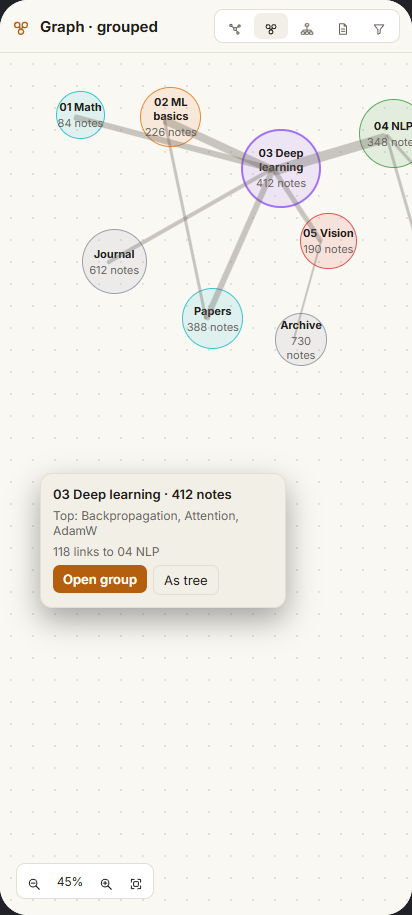 Graph · grouped
01 Math
84 notes
02 ML
basics
226 notes
03 Deep
learning
412 notes
04 NLP
348 note
05 Vision
190 notes
Journal
612 notes
Papers
388 notes
Archive
730
notes
03 Deep learning · 412 notes
Top: Backpropagation, Attention,
AdamW
118 links to 04 NLP
Open group
As tree
45%